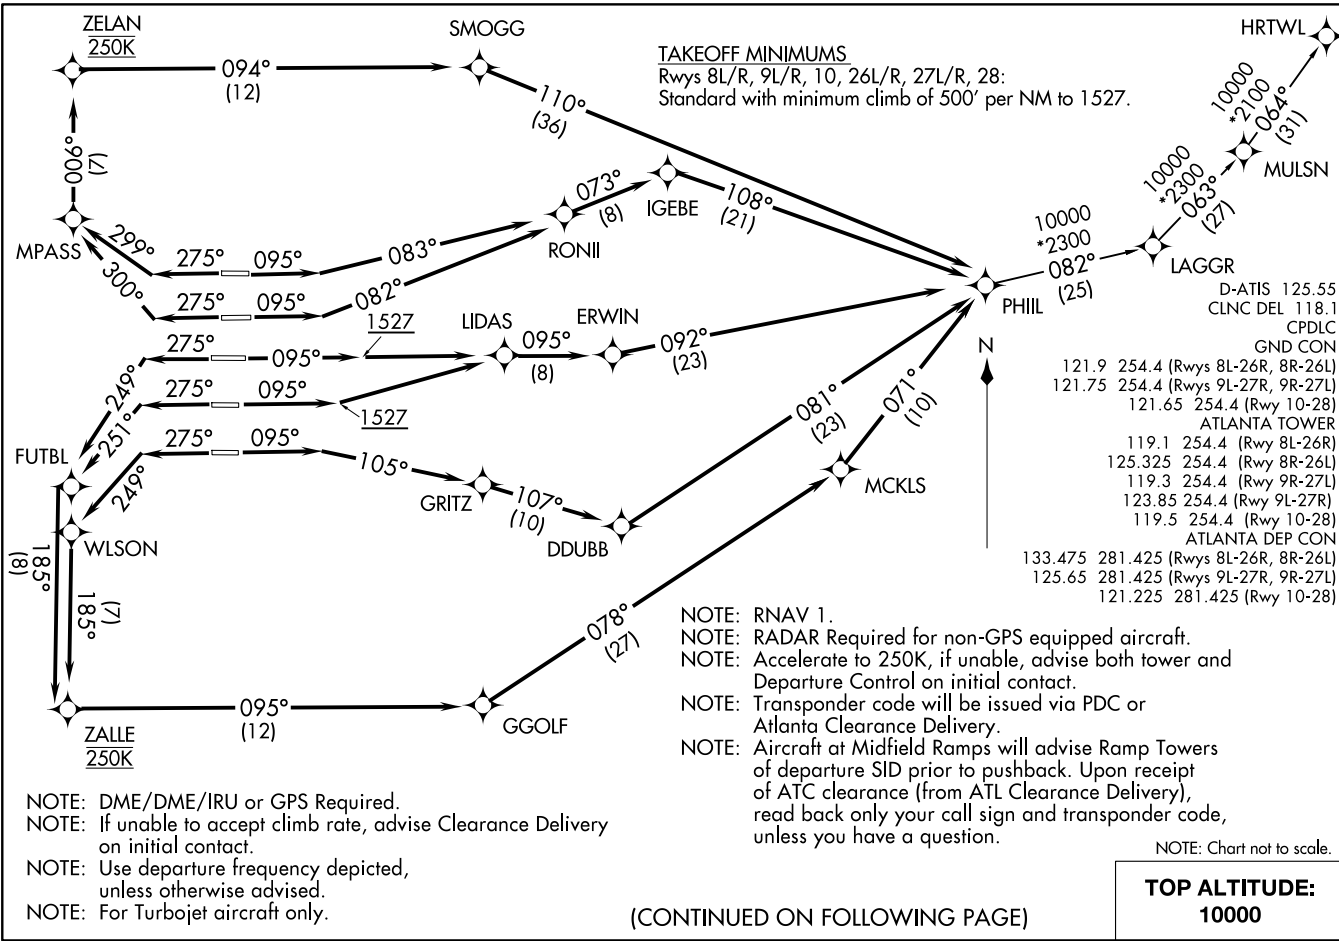 ZELAN
250K
SMOGG
HRTWL
TAKEOFF MINIMUMS
Rwys 8L/R, 9L/R, 10, 26L/R, 27L/R, 28:
Standard with minimum climb of 500' per NM to 1527.
094°
(12)
110°
(36)
10000
*2100
064°
(31)
MULSN
006°
(7)
MPASS
073°
(8)
IGEBE
108°
(21)
RONII
10000
*2300
063°
(27)
10000
*2300
082°
(25)
LAGGR
PHIIL
299°
275°
095°
083°
300°
275°
095°
082°
1527
LIDAS
ERWIN
275°
095°
095°
(8)
092°
(23)
249°
275°
095°
1527
251°
FUTBL
275°
095°
105°
249°
GRITZ
107°
(10)
DDUBB
081°
(23)
071°
(10)
MCKLS
N
WLSON
185°
(8)
185°
(7)
078°
(27)
095°
(12)
GGOLF
ZALLE
250K
D-ATIS 125.55
CLNC DEL 118.1
CPDLC
GND CON
121.9 254.4 (Rwys 8L-26R, 8R-26L)
121.75 254.4 (Rwys 9L-27R, 9R-27L)
121.65 254.4 (Rwy 10-28)
ATLANTA TOWER
119.1 254.4 (Rwy 8L-26R)
125.325 254.4 (Rwy 8R-26L)
119.3 254.4 (Rwy 9R-27L)
123.85 254.4 (Rwy 9L-27R)
119.5 254.4 (Rwy 10-28)
ATLANTA DEP CON
133.475 281.425 (Rwys 8L-26R, 8R-26L)
125.65 281.425 (Rwys 9L-27R, 9R-27L)
121.225 281.425 (Rwy 10-28)
NOTE: RNAV 1.
NOTE: RADAR Required for non-GPS equipped aircraft.
NOTE: Accelerate to 250K, if unable, advise both tower and
Departure Control on initial contact.
NOTE: Transponder code will be issued via PDC or
Atlanta Clearance Delivery.
NOTE: Aircraft at Midfield Ramps will advise Ramp Towers
of departure SID prior to pushback. Upon receipt
of ATC clearance (from ATL Clearance Delivery),
read back only your call sign and transponder code,
unless you have a question.
NOTE: DME/DME/IRU or GPS Required.
NOTE: If unable to accept climb rate, advise Clearance Delivery
on initial contact.
NOTE: Use departure frequency depicted,
unless otherwise advised.
NOTE: For Turbojet aircraft only.
NOTE: Chart not to scale.
(CONTINUED ON FOLLOWING PAGE)
TOP ALTITUDE:
10000